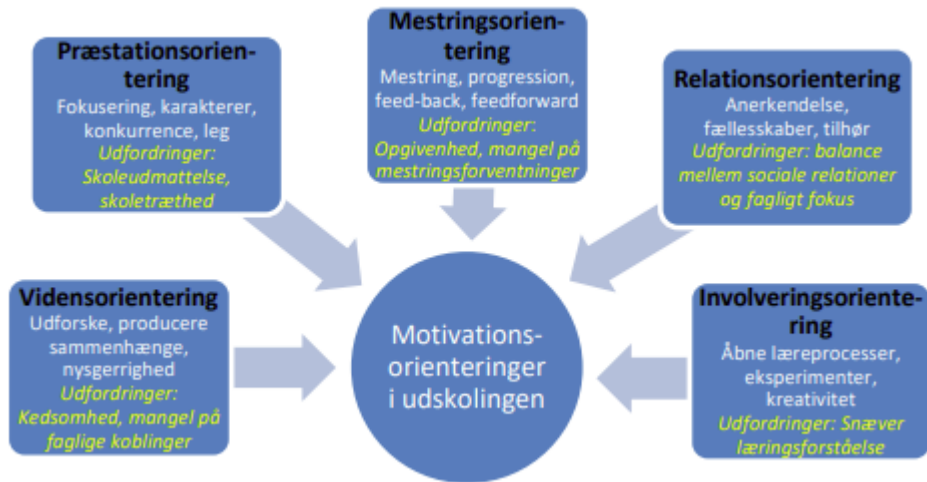 Præstationsorien-
tering
Fokusering, karakterer,
konkurrence, leg
Udfordringer:
Skoleudmattelse,
skoletræthed
Mestringsorien-
tering
Mestring, progression,
feed-back, feedforward
Udfordringer:
Opgivenhed, mangel på
mestringsforventninger
Relationsorientering
Anerkendelse,
fællesskaber, tilhør
Udfordringer: balance
mellem sociale relationer
og fagligt fokus
Vidensorientering
Udforske, producere
sammenhænge,
nysgerrighed
Udfordringer:
Kedsomhed, mangel på
faglige koblinger
Motivations-
orienteringer
i udskolingen
Involveringsoriente-
ring
Åbne læreprocesser,
eksperimenter,
kreativitet
Udfordringer: Snæver
læringsforståelse